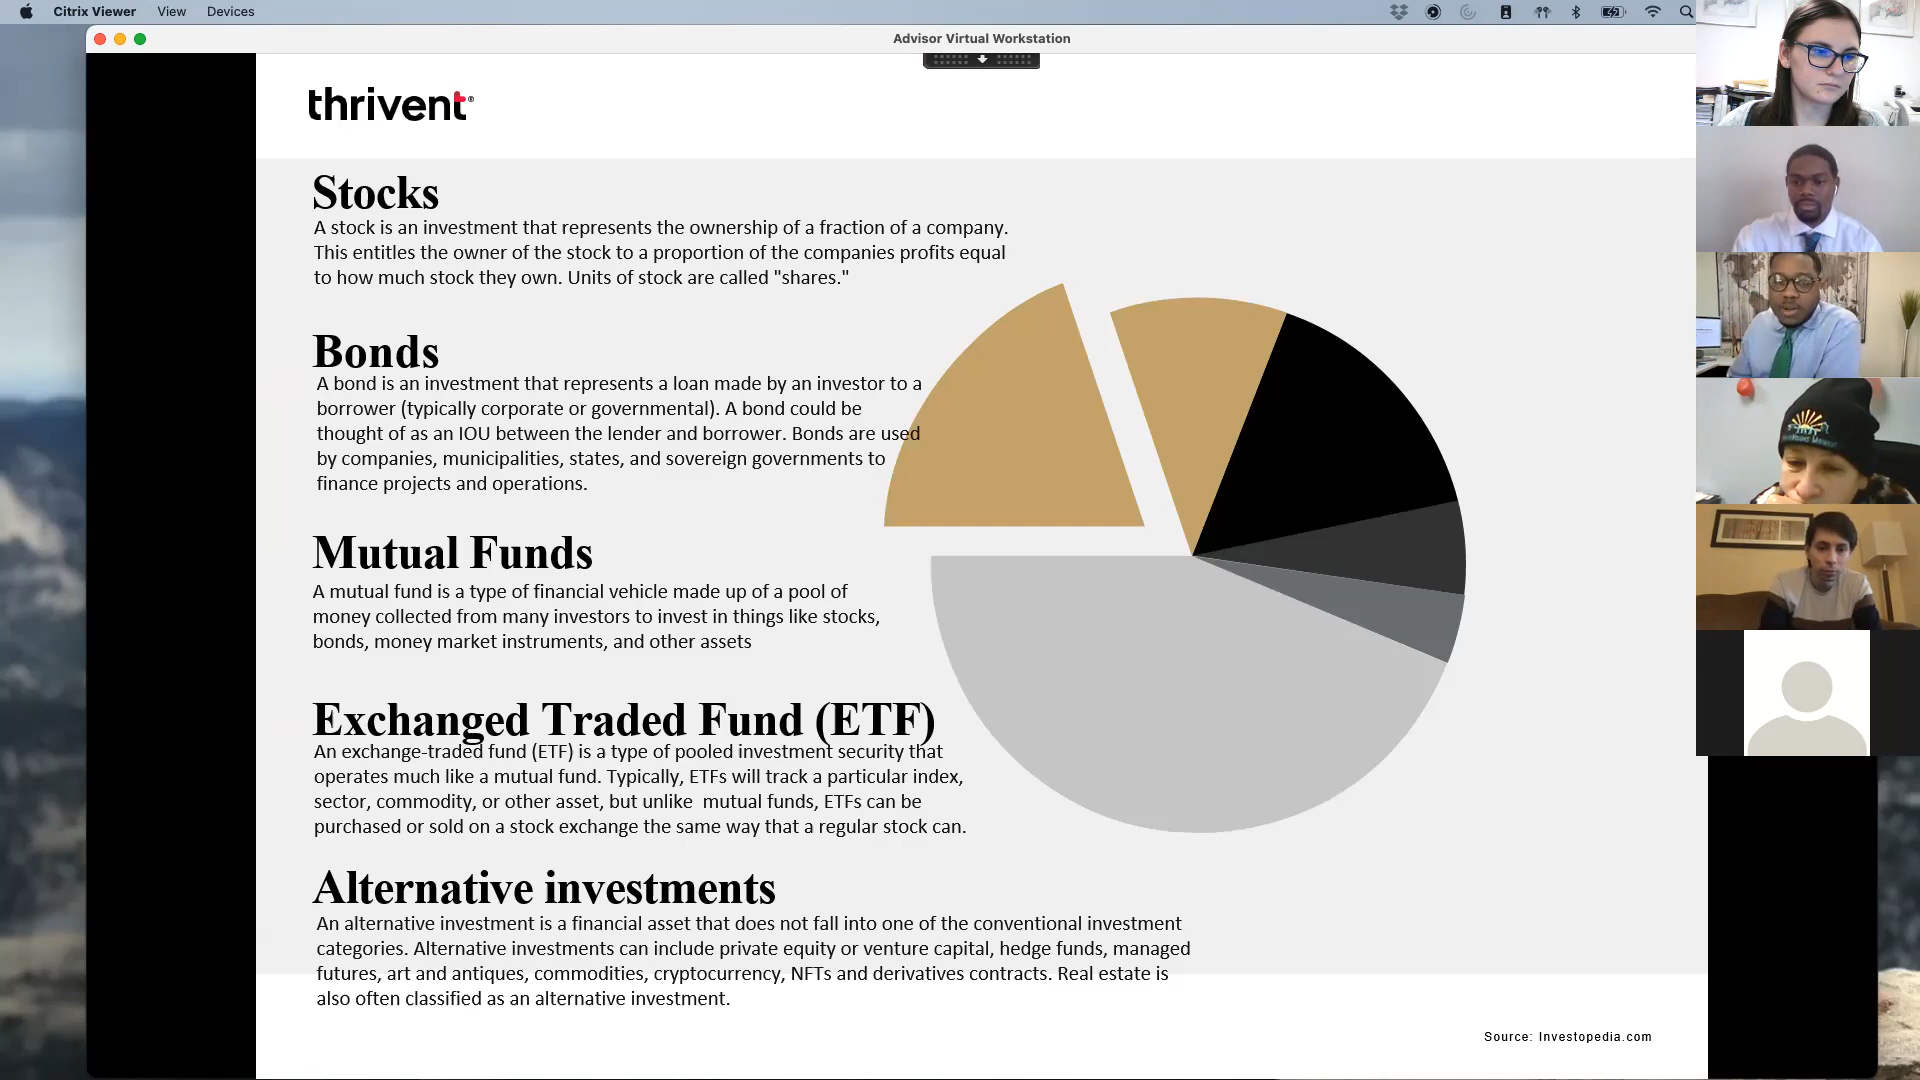 Citrix Viewer View Devices
Advisor Virtual Workstation
thrivent®
Stocks
A stock is an investment that represents the ownership of a fraction of a company.
This entitles the owner of the stock to a proportion of the companies profits equal
to how much stock they own. Units of stock are called "shares."
Bonds
A bond is an investment that represents a loan made by an investor to a
borrower (typically corporate or governmental). A bond could be
thought of as an IOU between the lender and borrower. Bonds are used
by companies, municipalities, states, and sovereign governments to
finance projects and operations.
Mutual Funds
A mutual fund is a type of financial vehicle made up of a pool of
money collected from many investors to invest in things like stocks,
bonds, money market instruments, and other assets
Exchanged Traded Fund (ETF)
An exchange-traded fund (ETF) is a type of pooled investment security that
operates much like a mutual fund. Typically, ETFs will track a particular index,
sector, commodity, or other asset, but unlike  mutual funds, ETFs can be
purchased or sold on a stock exchange the same way that a regular stock can.
Alternative investments
An alternative investment is a financial asset that does not fall into one of the conventional investment
categories. Alternative investments can include private equity or venture capital, hedge funds, managed
futures, art and antiques, commodities, cryptocurrency, NFTs and derivatives contracts. Real estate is
also often classified as an alternative investment.
Source: Investopedia.com